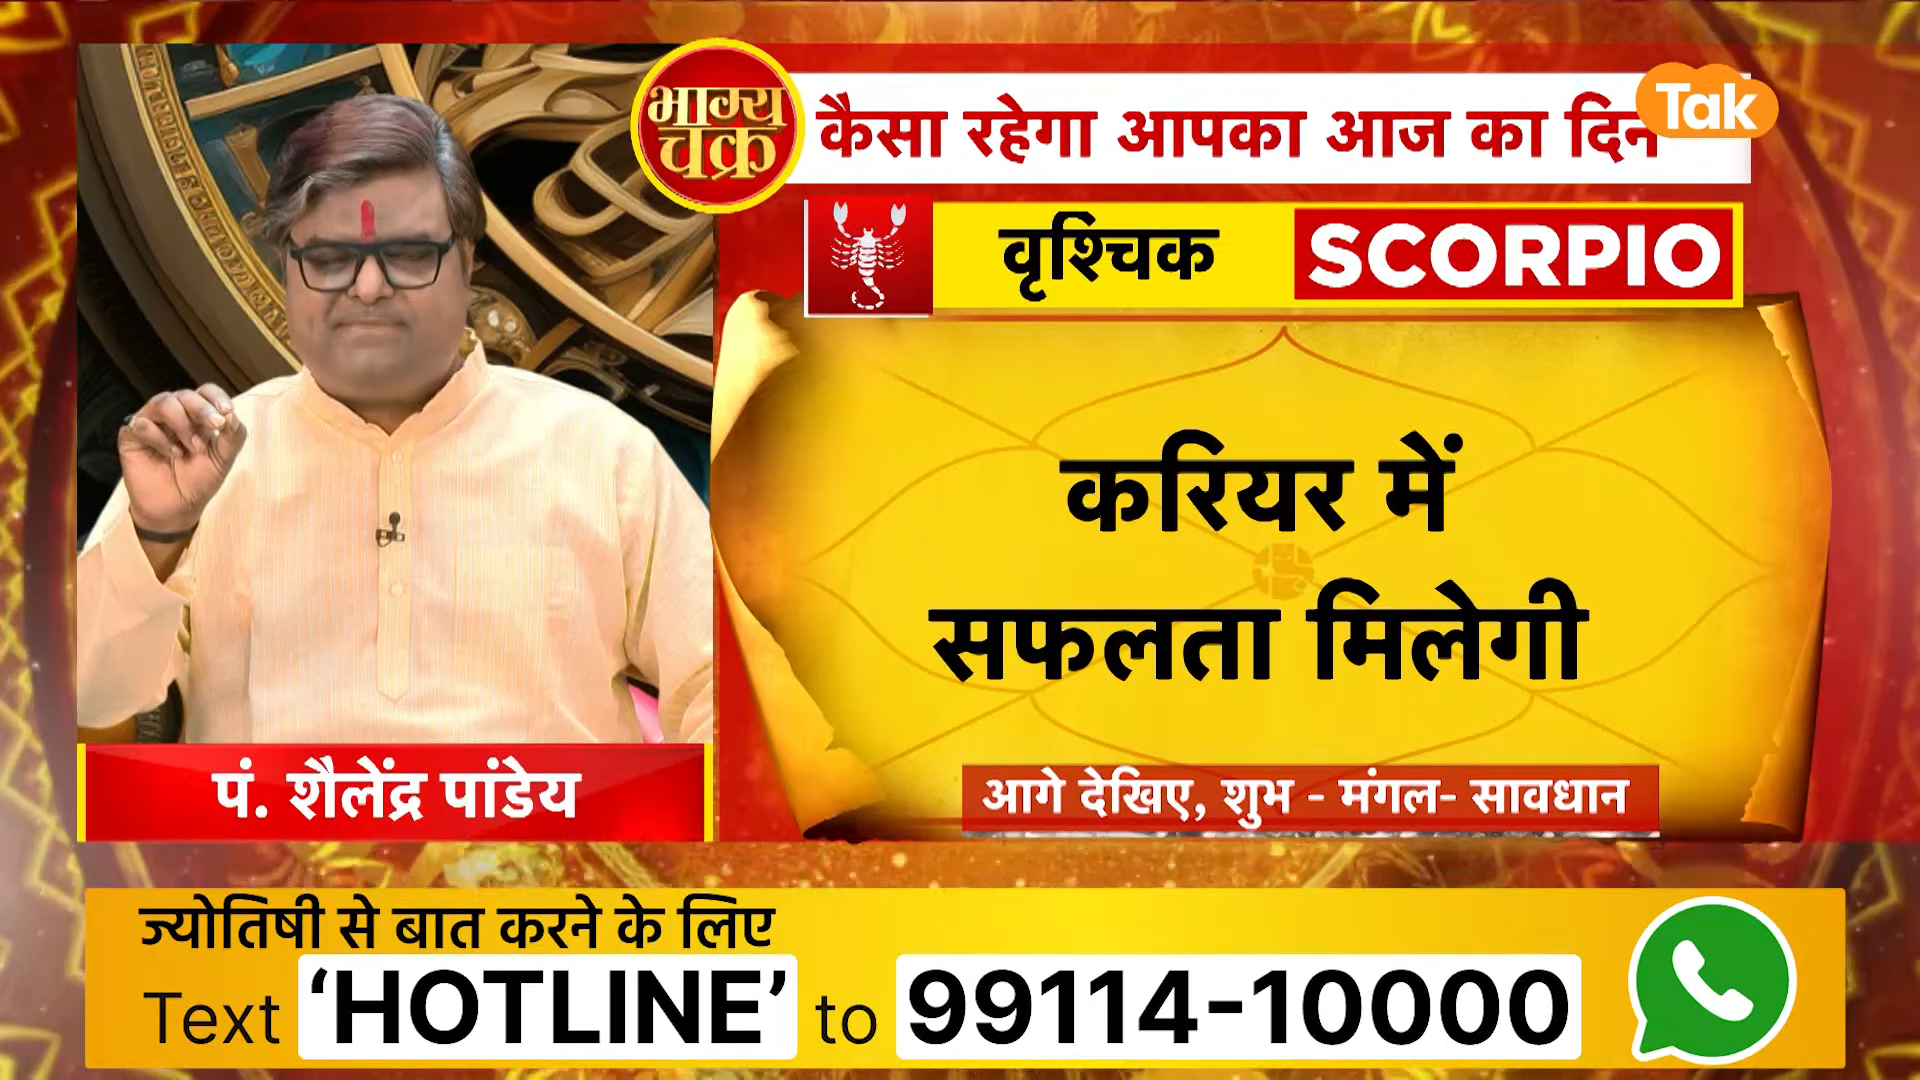 भाग्य
चक्र
कैसा रहेगा आपका आज का दिन
Tak
वृश्चिक
SCORPIO
करियर में
सफलता मिलेगी
पं. शैलेंद्र पांडेय
आगे देखिए, शुभ - मंगल- सावधान
ज्योतिषी से बात करने के लिए
Text ‘HOTLINE’ to 99114-10000